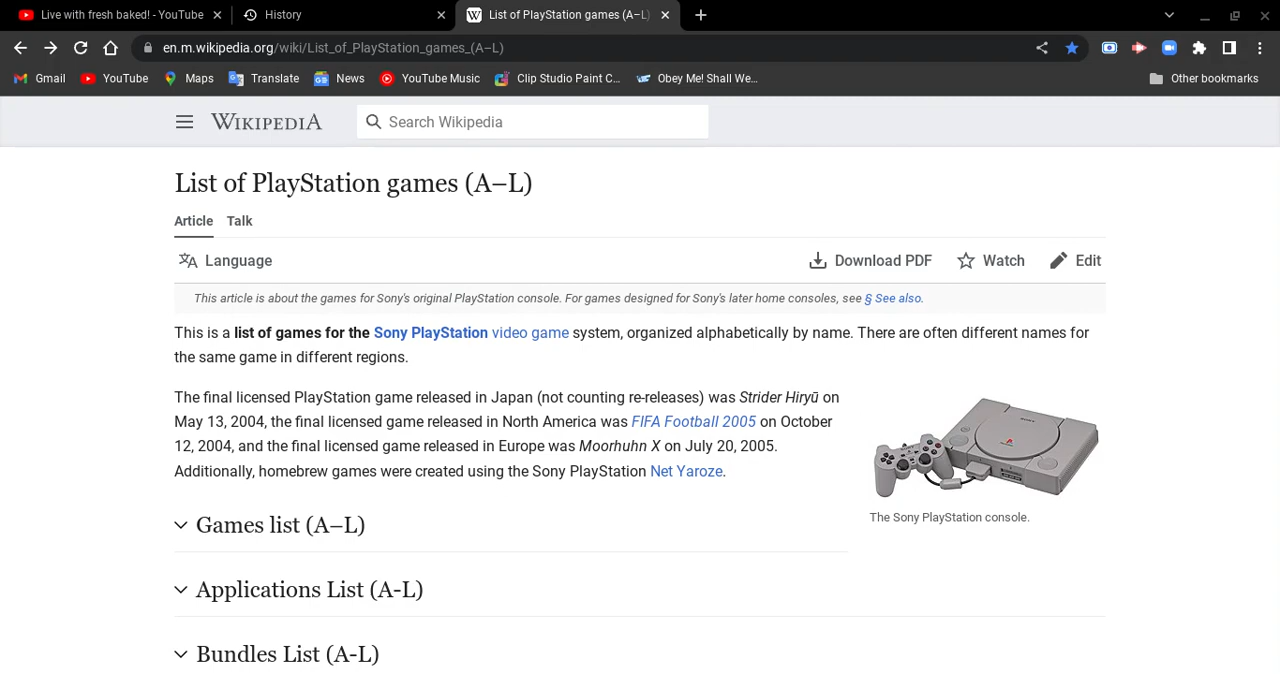 Live with fresh baked! - YouTube
History
List of PlayStation games (A–L)
en.m.wikipedia.org/wiki/List_of_PlayStation_games_(A–L)
Gmail
YouTube
Maps
Translate
News
YouTube Music
Clip Studio Paint C...
Obey Me! Shall We...
Other bookmarks
WIKIPEDIA
Search Wikipedia
List of PlayStation games (A–L)
Article
Talk
Language
Download PDF
Watch
Edit
This article is about the games for Sony's original PlayStation console. For games designed for Sony's later home consoles, see § See also.
This is a list of games for the Sony PlayStation video game system, organized alphabetically by name. There are often different names for
the same game in different regions.
The final licensed PlayStation game released in Japan (not counting re-releases) was Strider Hiryū on
May 13, 2004, the final licensed game released in North America was FIFA Football 2005 on October
12, 2004, and the final licensed game released in Europe was Moorhuhn X on July 20, 2005.
Additionally, homebrew games were created using the Sony PlayStation Net Yaroze.
The Sony PlayStation console.
Games list (A–L)
Applications List (A-L)
Bundles List (A-L)